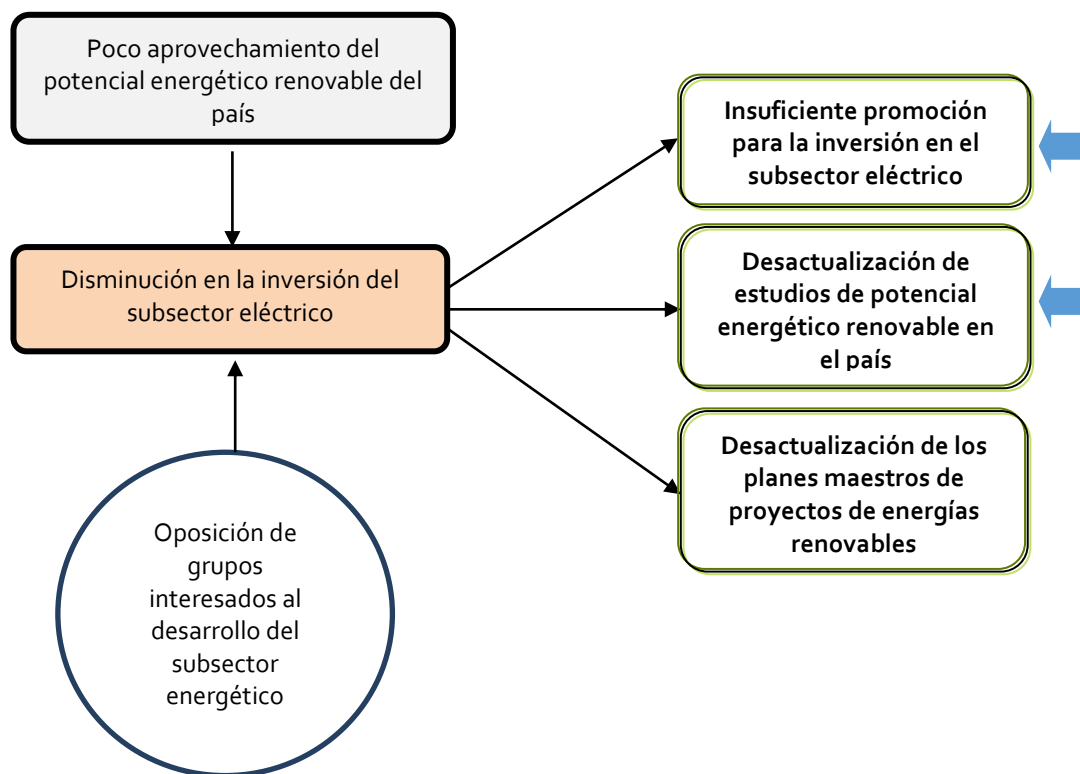 Poco aprovechamiento del
potencial energético renovable del
país
Disminución en la inversión del
subsector eléctrico
Oposición de
grupos
interesados al
desarrollo del
subsector
energético
Insuficiente promoción
para la inversión en el
subsector eléctrico
Desactualización de
estudios de potencial
energético renovable en
el país
Desactualización de los
planes maestros de
proyectos de energías
renovables